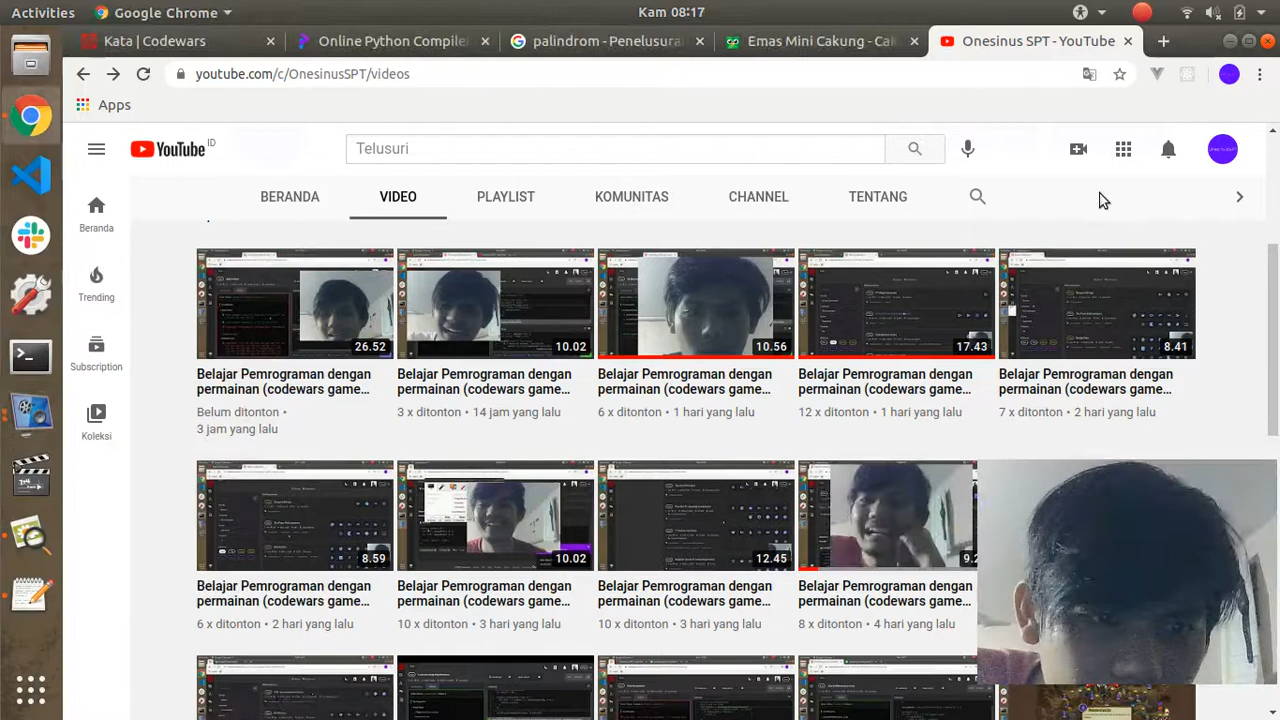 Activities
Google Chrome
Kam 08:17
Kata | Codewars
Online Python Compile
palindrom - Penelusura
Emas Mini Cakung - Ca
Onesinus SPT - YouTube
youtube.com/c/OnesinusSPT/videos
Apps
YouTube ID
Telusuri
BERANDA
VIDEO
PLAYLIST
KOMUNITAS
CHANNEL
TENTANG
Beranda
Trending
Subscription
Koleksi
26.52
10.02
10.56
17.43
8.41
Belajar Pemrograman dengan
permainan (codewars game...
Belum ditonton •
3 jam yang lalu
Belajar Pemrograman dengan
permainan (codewars game...
3 x ditonton • 14 jam yang lalu
Belajar Pemrograman dengan
permainan (codewars game...
6 x ditonton • 1 hari yang lalu
Belajar Pemrograman dengan
permainan (codewars game...
12 x ditonton • 1 hari yang lalu
Belajar Pemrograman dengan
permainan (codewars game...
7 x ditonton • 2 hari yang lalu
8.59
10.02
12.45
9.2
Belajar Pemrograman dengan
permainan (codewars game...
6 x ditonton • 2 hari yang lalu
Belajar Pemrograman dengan
permainan (codewars game...
10 x ditonton • 3 hari yang lalu
Belajar Pemrograman dengan
permainan (codewars game...
10 x ditonton • 3 hari yang lalu
Belajar Pemrograman dengan
permainan (codewars game...
8 x ditonton • 4 hari yang lalu